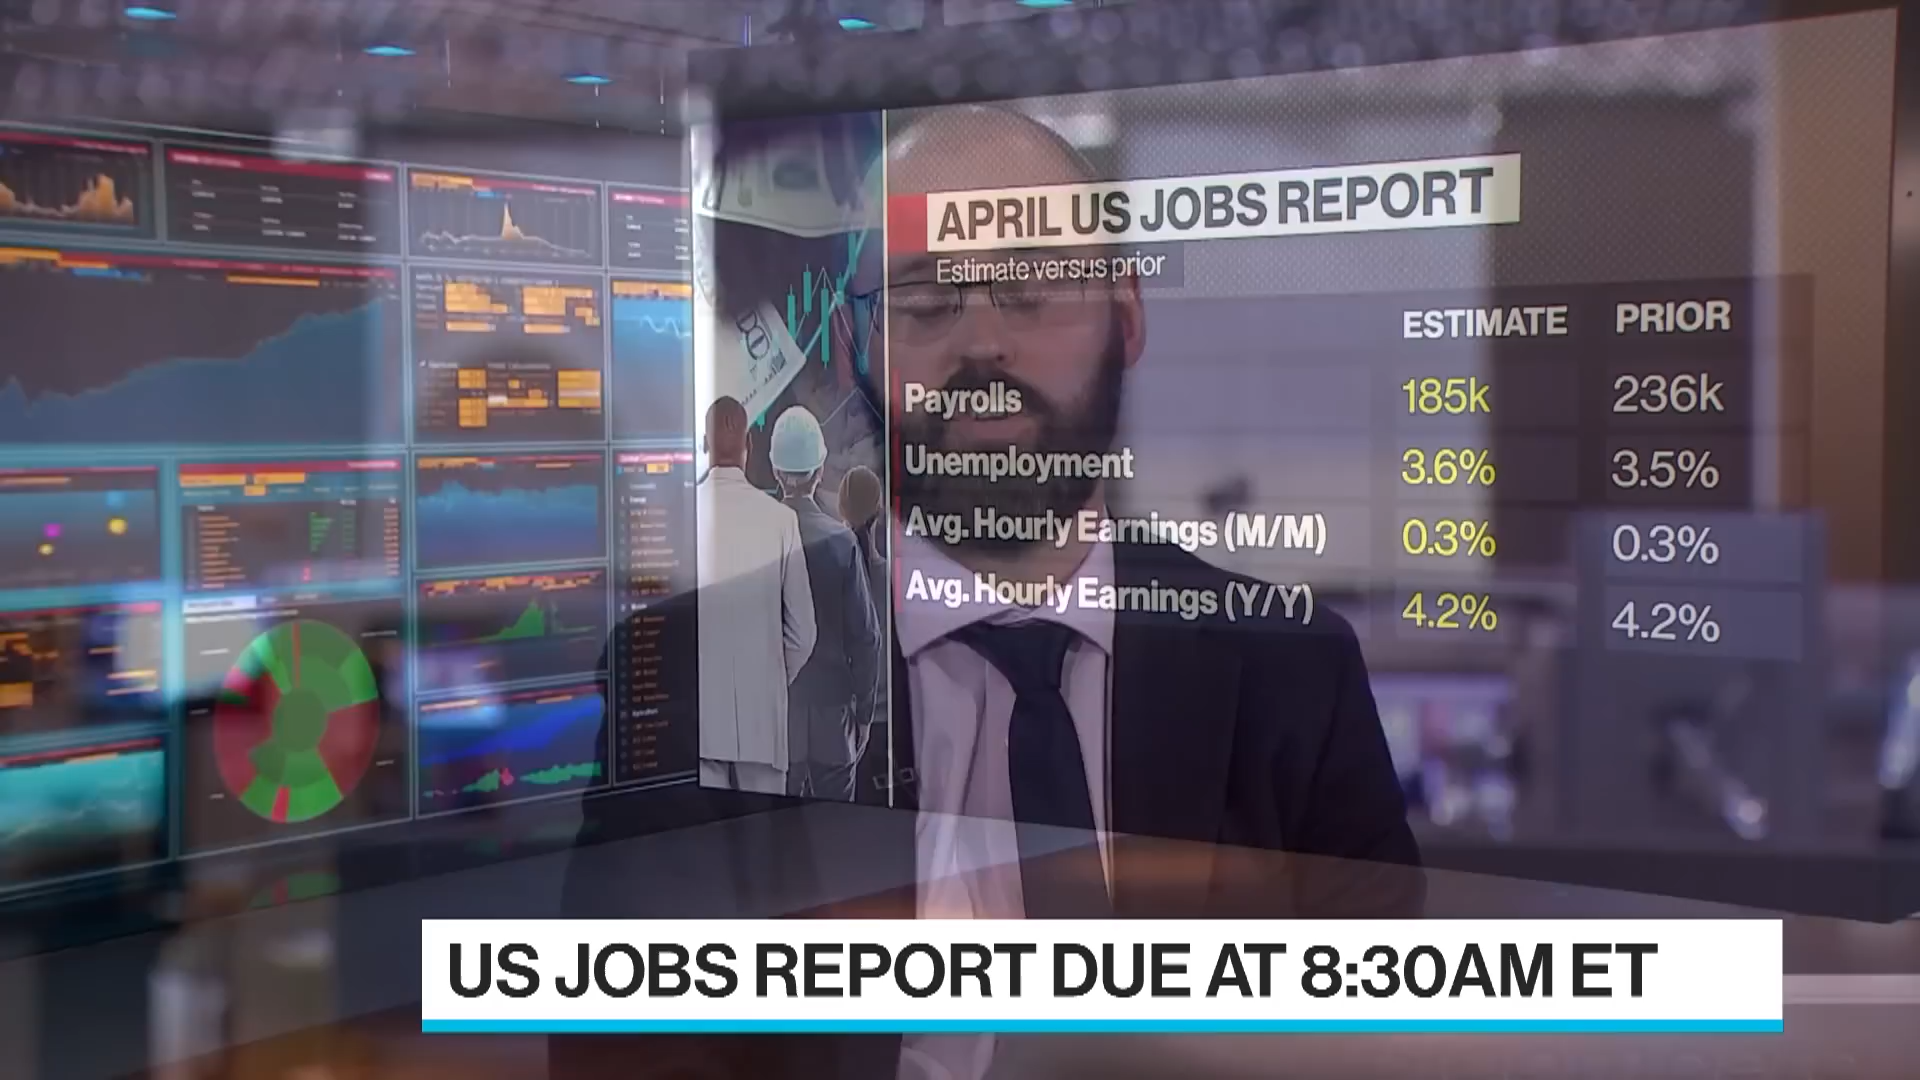 APRIL US JOBS REPORT
Estimate versus prior
ESTIMATE PRIOR
Payrolls 185k 236k
Unemployment 3.6% 3.5%
Avg. Hourly Earnings (M/M) 0.3% 0.3%
Avg. Hourly Earnings (Y/Y) 4.2% 4.2%
US JOBS REPORT DUE AT 8:30AM ET